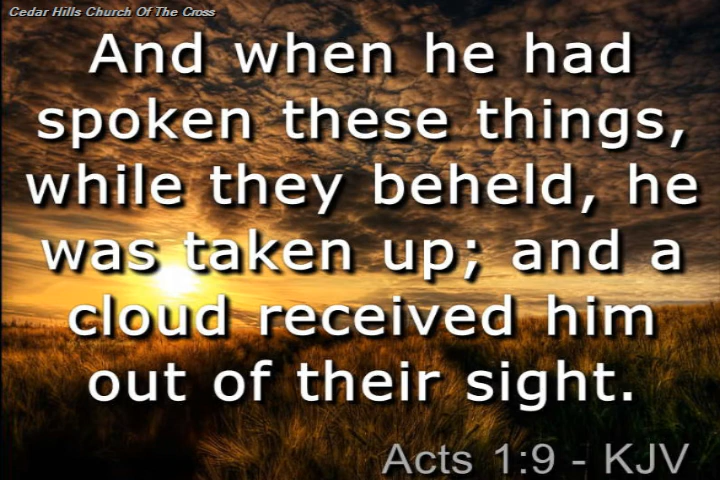 Cedar Hills Church Of The Cross
And when he had
spoken these things,
while they beheld, he
was taken up; and a
cloud received him
out of their sight.
Acts 1:9 - KJV